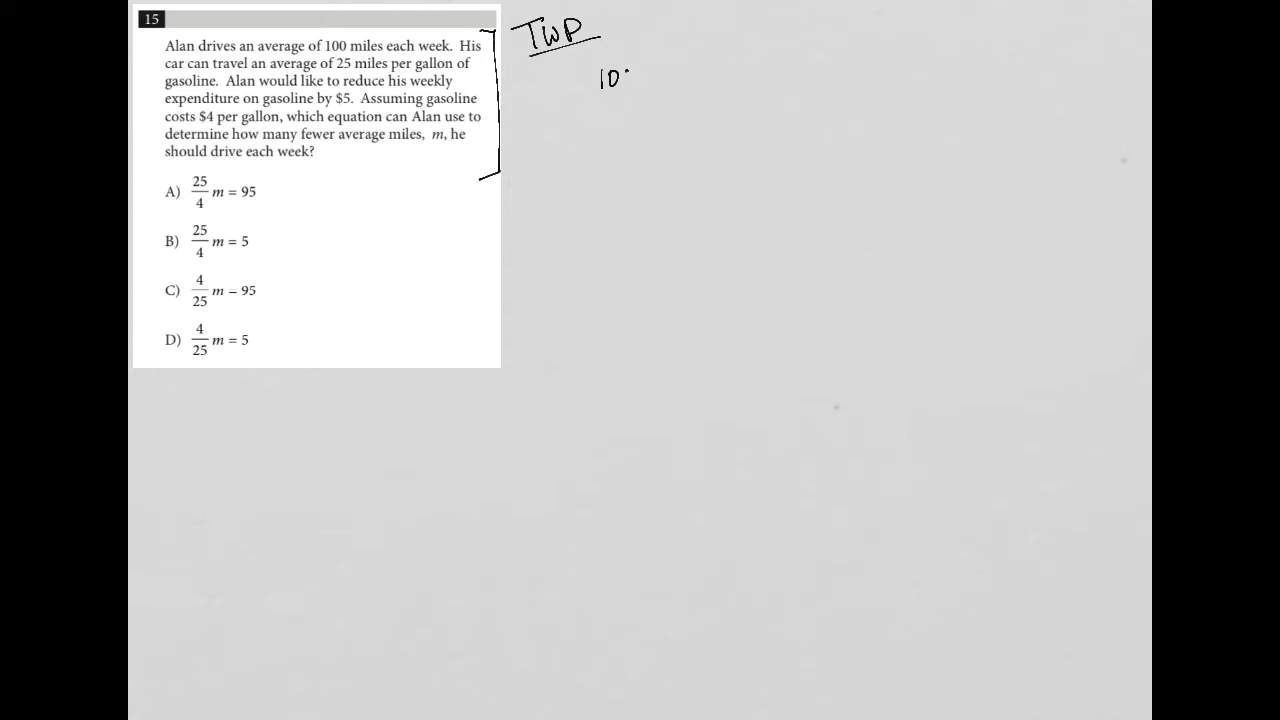 15
Alan drives an average of 100 miles each week. His
car can travel an average of 25 miles per gallon of
gasoline. Alan would like to reduce his weekly
expenditure on gasoline by $5. Assuming gasoline
costs $4 per gallon, which equation can Alan use to
determine how many fewer average miles, m, he
should drive each week?
A) 25/4 m = 95
B) 25/4 m = 5
C) 4/25 m = 95
D) 4/25 m = 5
TWP
10